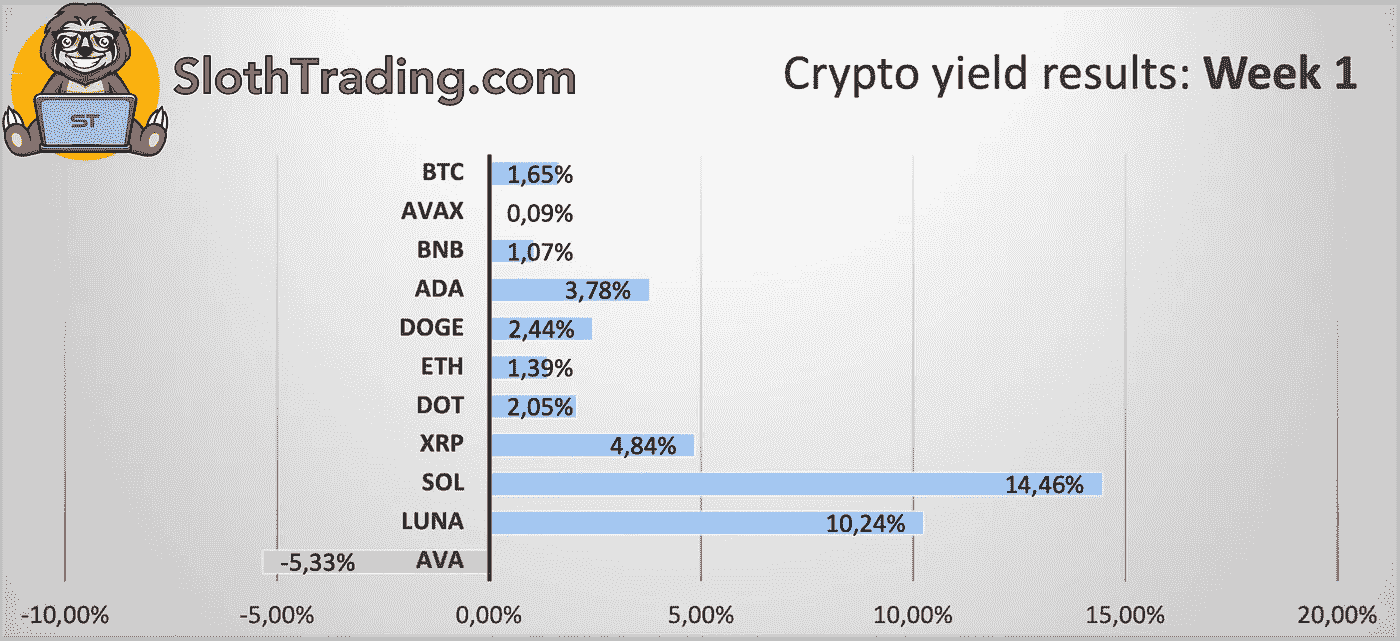 SlothTrading.com
Crypto yield results: Week 1
ST
BTC 1,65%
AVAX 0,09%
BNB 1,07%
ADA 3,78%
DOGE 2,44%
ETH 1,39%
DOT 2,05%
XRP 4,84%
SOL 14,46%
LUNA 10,24%
-5,33% AVA
-10,00% -5,00% 0,00% 5,00% 10,00% 15,00% 20,00%